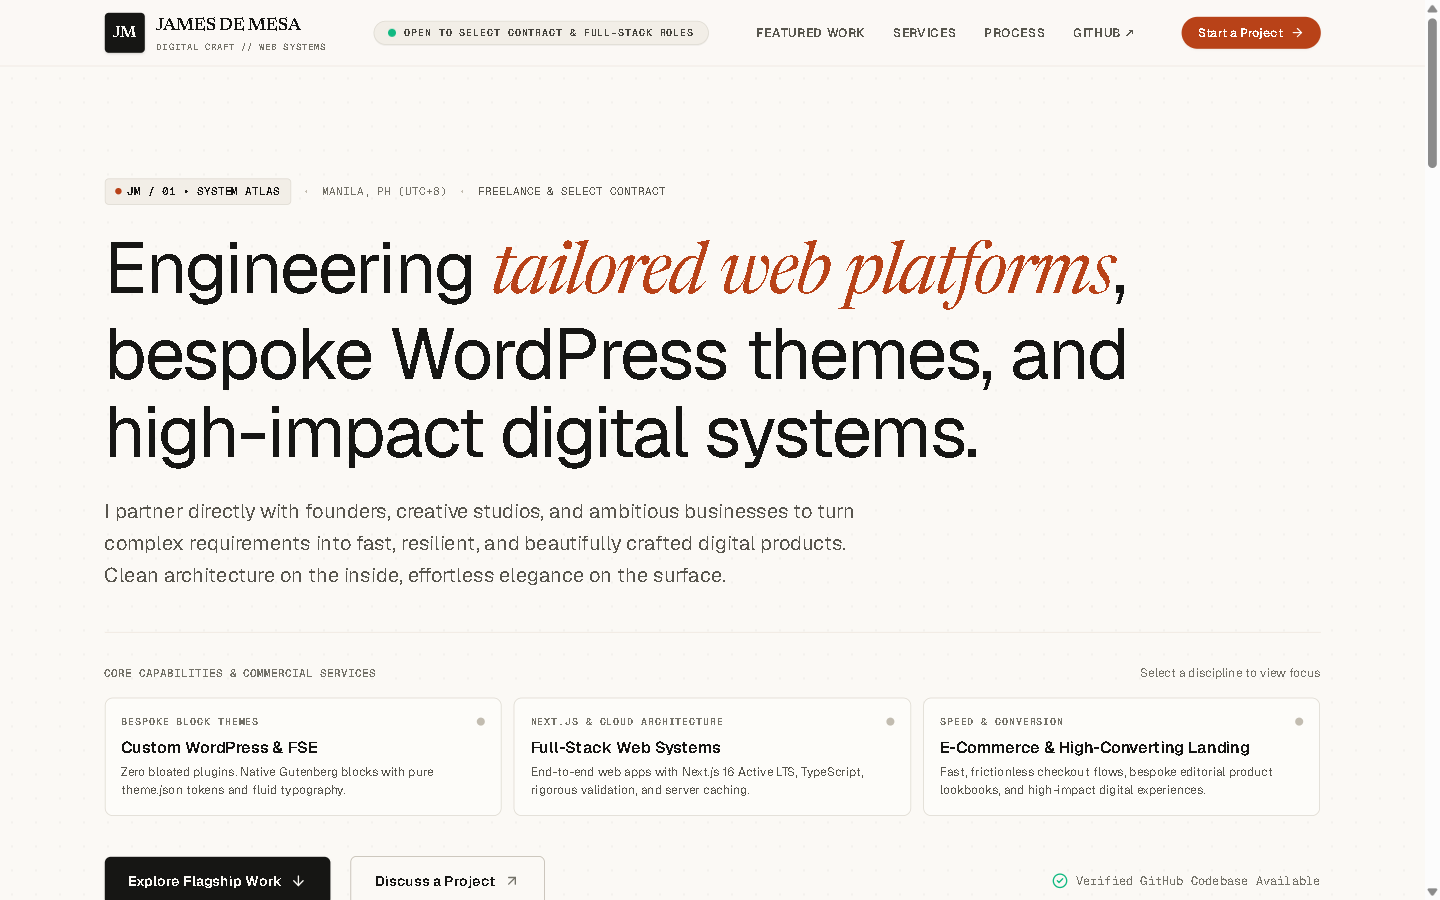 JM
JAMES DE MESA
DIGITAL CRAFT // WEB SYSTEMS
OPEN TO SELECT CONTRACT & FULL-STACK ROLES
FEATURED WORK
SERVICES
PROCESS
GITHUB ↗
Start a Project →
JM / 01 • SYSTEM ATLAS · MANILA, PH (UTC+8) · FREELANCE & SELECT CONTRACT
Engineering tailored web platforms,
bespoke WordPress themes, and
high-impact digital systems.
I partner directly with founders, creative studios, and ambitious businesses to turn
complex requirements into fast, resilient, and beautifully crafted digital products.
Clean architecture on the inside, effortless elegance on the surface.
CORE CAPABILITIES & COMMERCIAL SERVICES
Select a discipline to view focus
BESPOKE BLOCK THEMES
Custom WordPress & FSE
Zero bloated plugins. Native Gutenberg blocks with pure
theme.json tokens and fluid typography.
NEXT.JS & CLOUD ARCHITECTURE
Full-Stack Web Systems
End-to-end web apps with Next.js 16 Active LTS, TypeScript,
rigorous validation, and server caching.
SPEED & CONVERSION
E-Commerce & High-Converting Landing
Fast, frictionless checkout flows, bespoke editorial product
lookbooks, and high-impact digital experiences.
Explore Flagship Work ↓
Discuss a Project ↗
Verified GitHub Codebase Available